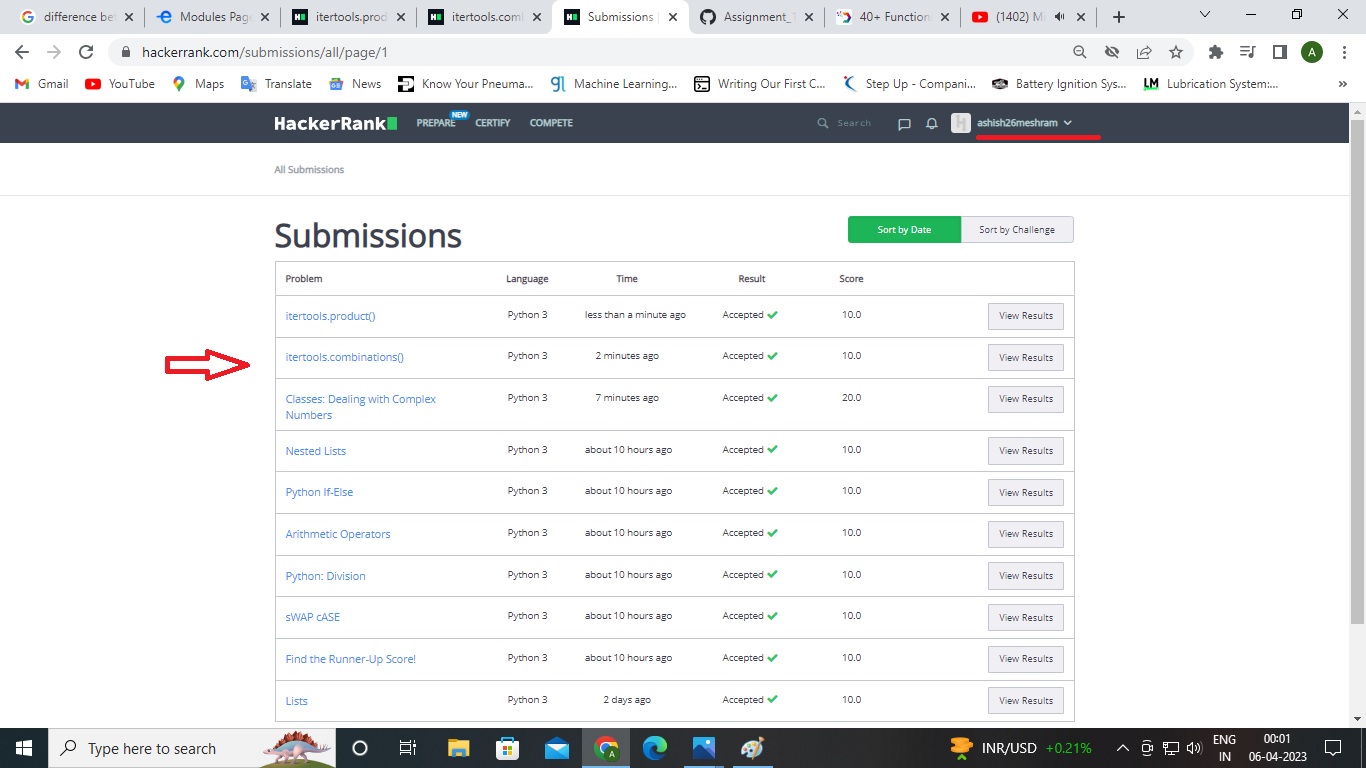 difference be
Modules Page
itertools.prod
itertools.com
Submissions |
Assignment_1
40+ Function
(1402) Mi
hackerrank.com/submissions/all/page/1
A
Gmail
YouTube
Maps
Translate
News
Know Your Pneuma...
Machine Learning,...
Writing Our First C...
Step Up - Compani...
Battery Ignition Sys...
Lubrication System:...
HackerRank
PREPARE
NEW
CERTIFY
COMPETE
Search
ashish26meshram
All Submissions
Submissions
Sort by Date
Sort by Challenge
Problem Language Time Result Score
itertools.product() Python 3 less than a minute ago Accepted 10.0 View Results
itertools.combinations() Python 3 2 minutes ago Accepted 10.0 View Results
Classes: Dealing with Complex Python 3 7 minutes ago Accepted 20.0 View Results
Numbers
Nested Lists Python 3 about 10 hours ago Accepted 10.0 View Results
Python If-Else Python 3 about 10 hours ago Accepted 10.0 View Results
Arithmetic Operators Python 3 about 10 hours ago Accepted 10.0 View Results
Python: Division Python 3 about 10 hours ago Accepted 10.0 View Results
sWAP cASE Python 3 about 10 hours ago Accepted 10.0 View Results
Find the Runner-Up Score! Python 3 about 10 hours ago Accepted 10.0 View Results
Lists Python 3 2 days ago Accepted 10.0 View Results
Type here to search
INR/USD +0.21%
ENG
IN
00:01
06-04-2023